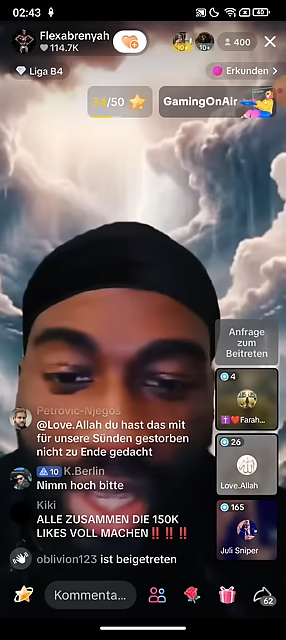 02:43
40
Flexabrenyah
114.7K
10+
10+
400
Liga B4
Erkunden >
34/50
GamingOnAir
Anfrage
zum
Beitreten
4
Farah...
26
Love.Allah
165
Juli Sniper
Petrovic-Njegos
@Love.Allah du hast das mit
für unsere Sünden gestorben
nicht zu Ende gedacht
10 K.Berlin
Nimm hoch bitte
Kiki
ALLE ZUSAMMEN DIE 150K
LIKES VOLL MACHEN‼️‼️‼️
oblivion123 ist beigetreten
Kommenta...
62